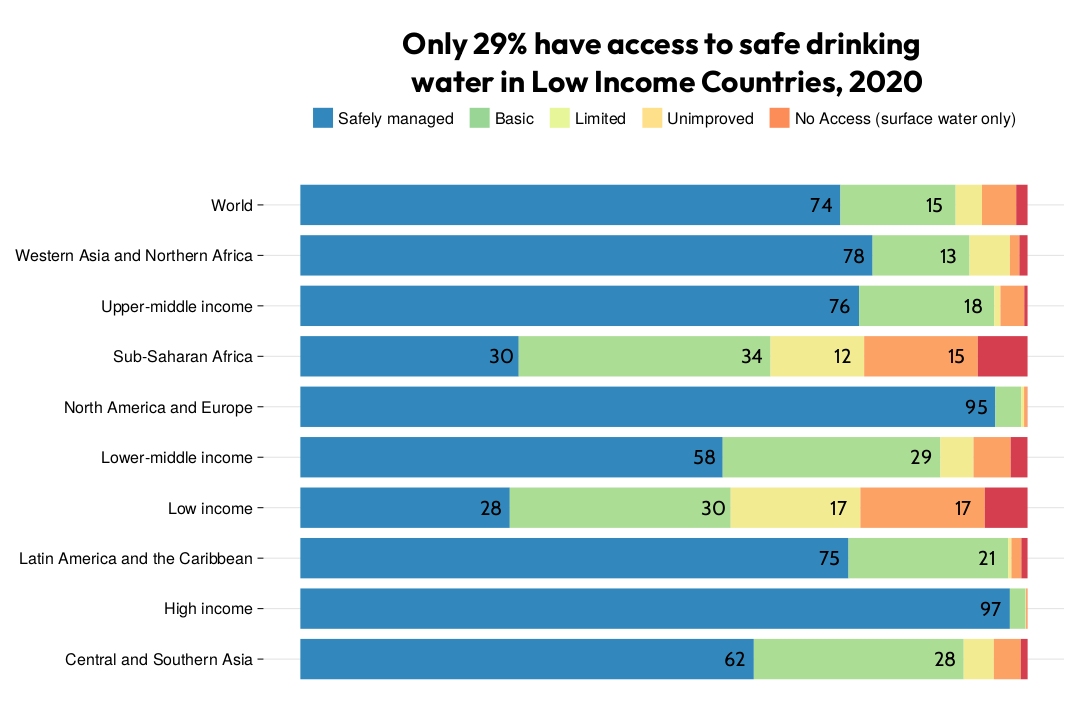 Only 29% have access to safe drinking
water in Low Income Countries, 2020
Safely managed Basic Limited Unimproved No Access (surface water only)
World 74 15
Western Asia and Northern Africa 78 13
Upper-middle income 76 18
Sub-Saharan Africa 30 34 12 15
North America and Europe 95
Lower-middle income 58 29
Low income 28 30 17 17
Latin America and the Caribbean 75 21
High income 97
Central and Southern Asia 62 28